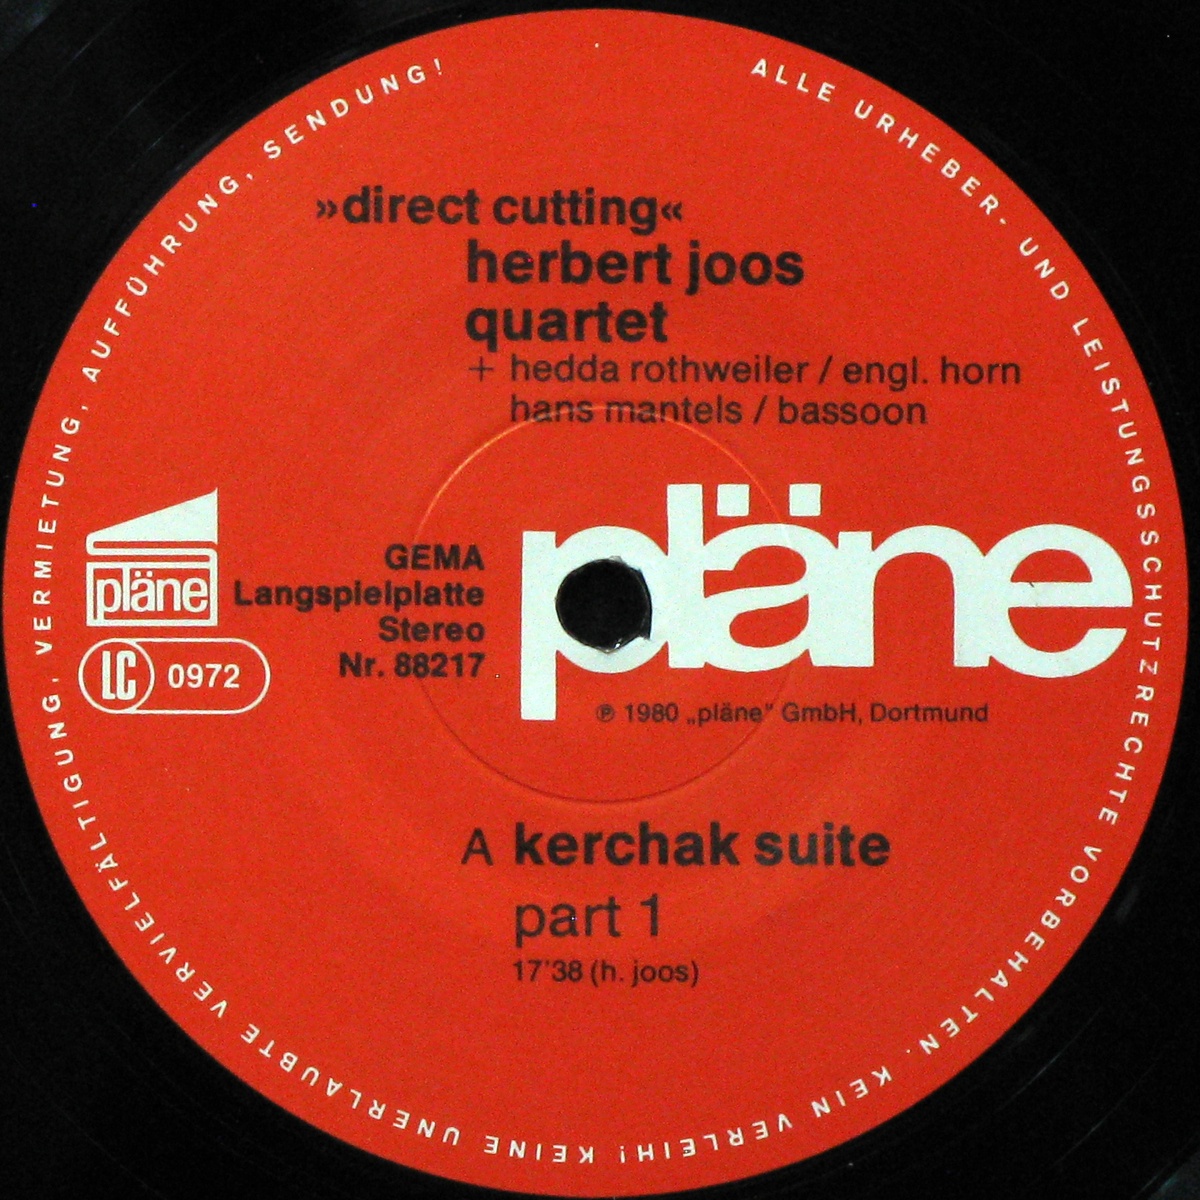 »direct cutting«
herbert joos
quartet
+ hedda rothweiler / engl. horn
hans mantels / bassoon
pläne
LC 0972
GEMA
Langspielplatte
Stereo
Nr. 88217
pläne
℗ 1980 „pläne” GmbH, Dortmund
A kerchak suite
part 1
17'38 (h. joos)
ALLE URHEBER- UND LEISTUNGSSCHUTZRECHTE VORBEHALTEN. KEIN VERLEIH! KEINE UNERLAUBTE VERVIELFÄLTIGUNG, VERMIETUNG, AUFFÜHRUNG, SENDUNG!